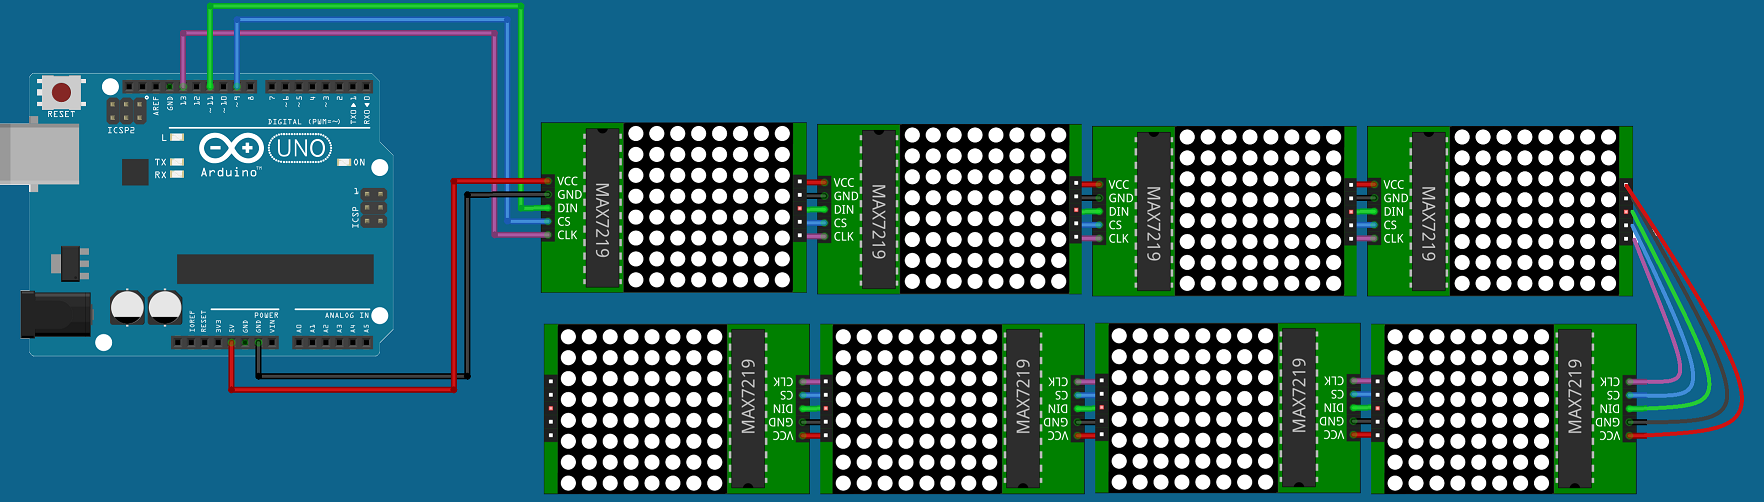 RESET
ICSP2
AREF
GND
13
12
~11
~10
~9
8
7
~6
~5
4
~3
2
TX0▶1
RX0◀0
DIGITAL (PWM=~)
L
TX
RX
UNO
ON
Arduino™
1
ICSP
IOREF
RESET
3V3
5V
GND
GND
VIN
POWER
ANALOG IN
A0
A1
A2
A3
A4
A5
VCC
GND
DIN
CS
CLK
MAX7219
VCC
GND
DIN
CS
CLK
MAX7219
VCC
GND
DIN
CS
CLK
MAX7219
VCC
GND
DIN
CS
CLK
MAX7219
MAX7219
CLK
CS
DIN
GND
VCC
MAX7219
CLK
CS
DIN
GND
VCC
MAX7219
CLK
CS
DIN
GND
VCC
MAX7219
CLK
CS
DIN
GND
VCC